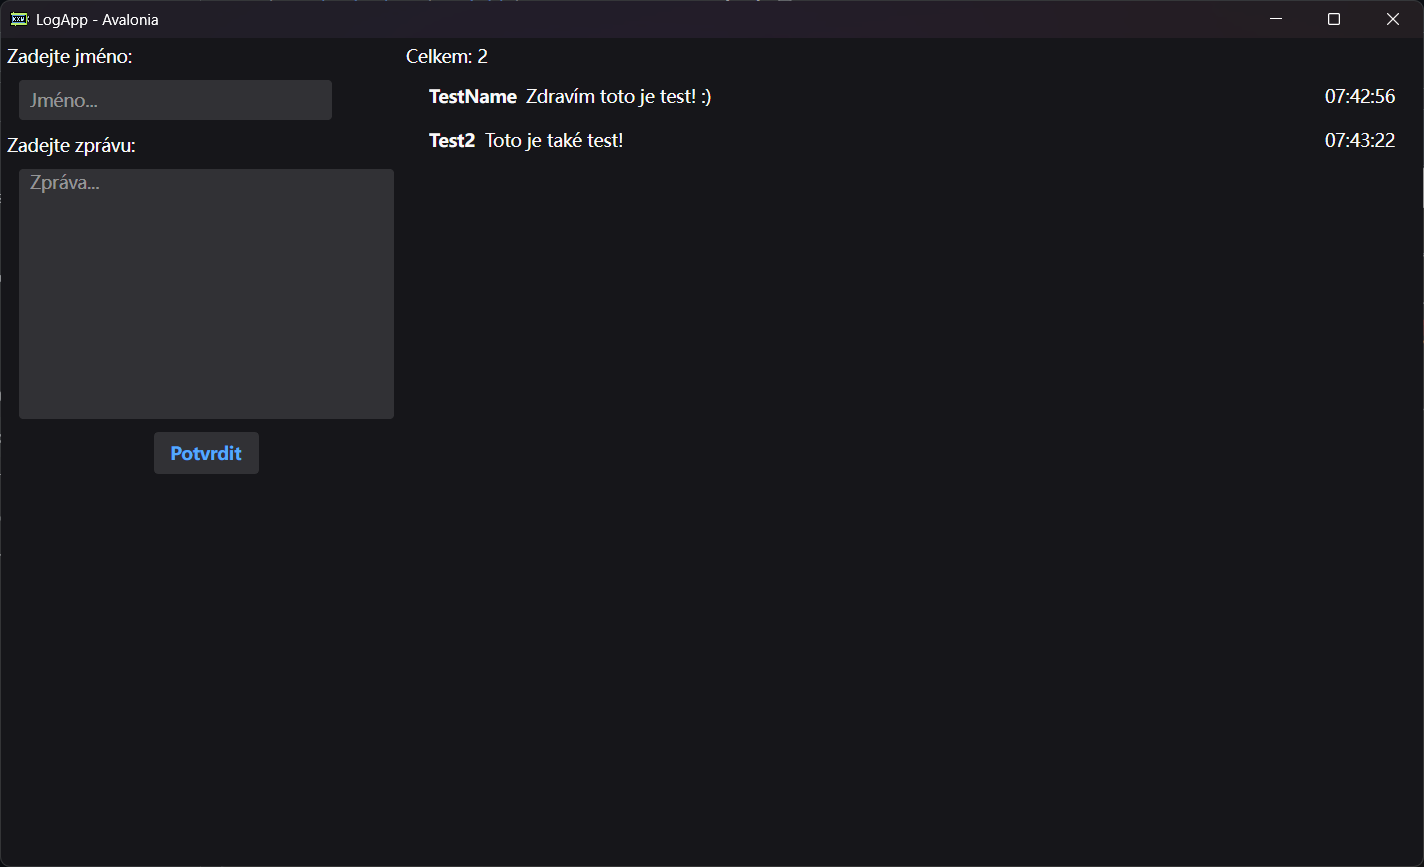 LogApp - Avalonia
Zadejte jméno:
Jméno...
Zadejte zprávu:
Zpráva...
Potvrdit
Celkem: 2
TestName Zdravím toto je test! :) 07:42:56
Test2 Toto je také test! 07:43:22